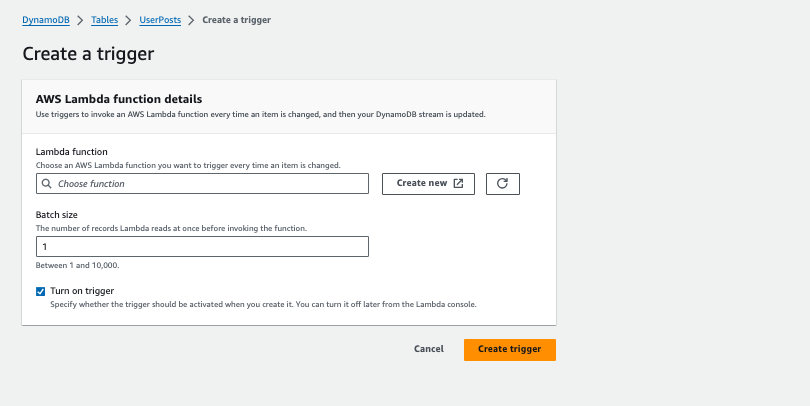 DynamoDB > Tables > UserPosts > Create a trigger
Create a trigger
AWS Lambda function details
Use triggers to invoke an AWS Lambda function every time an item is changed, and then your DynamoDB stream is updated.
Lambda function
Choose an AWS Lambda function you want to trigger every time an item is changed.
Choose function
Create new
Batch size
The number of records Lambda reads at once before invoking the function.
1
Between 1 and 10,000.
Turn on trigger
Specify whether the trigger should be activated when you create it. You can turn it off later from the Lambda console.
Cancel
Create trigger